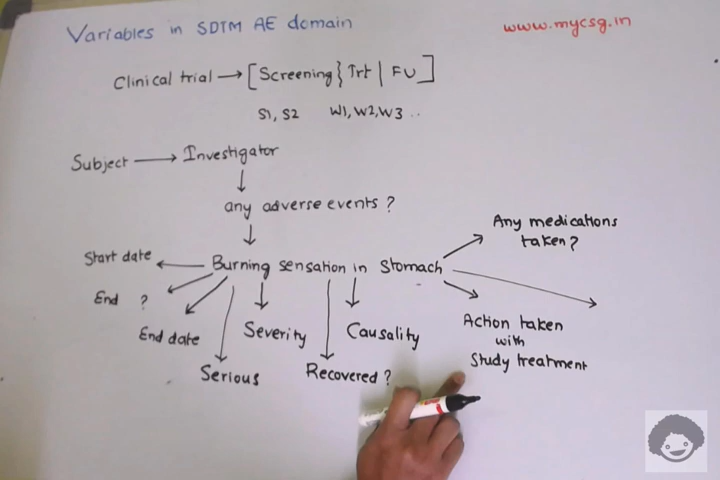 Variables in SDTM AE domain
www.mycsg.in
Clinical trial → [Screening} Trt | FU]
S1, S2 W1, W2, W3 ..
Subject → Investigator
any adverse events ?
Any medications
taken?
Start date
Burning sensation in Stomach
End ?
End date
Severity
Causality
Action taken
with
Study treatment
Serious
Recovered ?